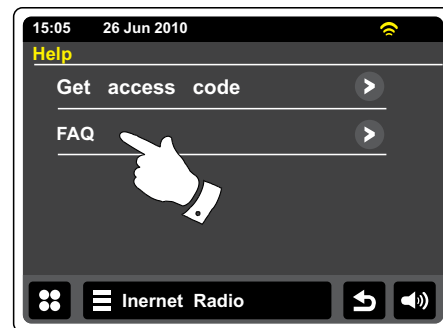 15:05 26 Jun 2010
Help
Get access code
FAQ
Inernet Radio